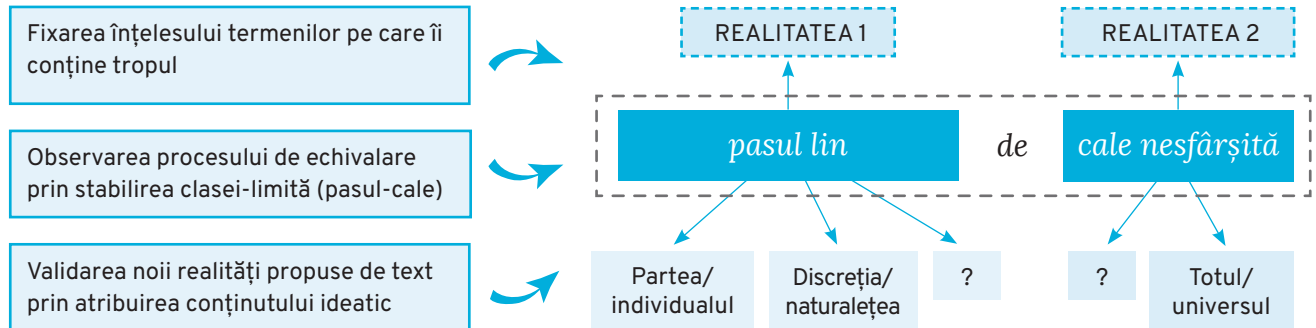 Fixarea înțelesului termenilor pe care îi
conține tropul
Observarea procesului de echivalare
prin stabilirea clasei-limită (pasul-cale)
Validarea noii realități propuse de text
prin atribuirea conținutului ideatic
REALITATEA 1
REALITATEA 2
pasul lin
de
cale nesfârșită
Partea/
individualul
Discreția/
naturalețea
?
?
Totul/
universul